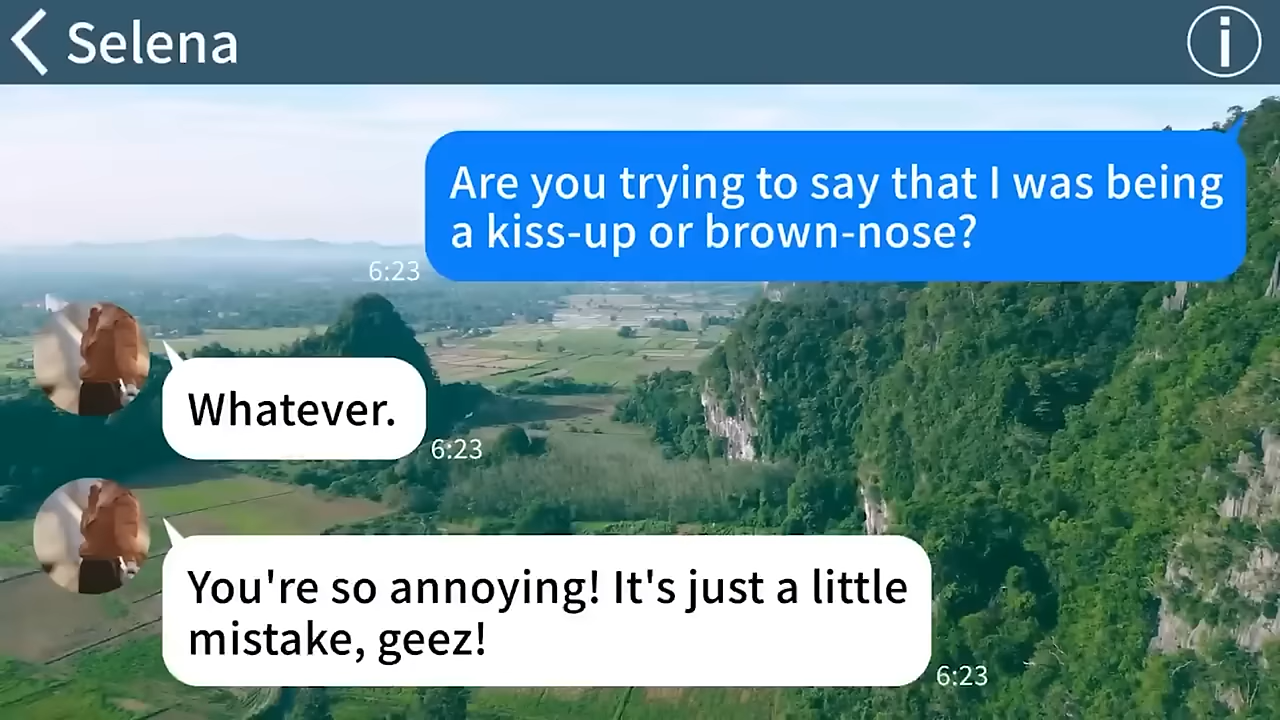 Selena
Are you trying to say that I was being
a kiss-up or brown-nose?
6:23
Whatever.
6:23
You're so annoying! It's just a little
mistake, geez!
6:23